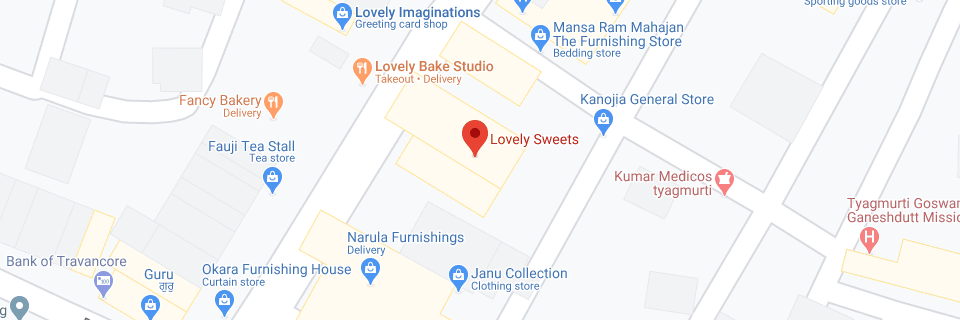 Sporting goods store
Lovely Imaginations
Greeting card shop
Mansa Ram Mahajan
The Furnishing Store
Bedding store
Lovely Bake Studio
Takeout • Delivery
Fancy Bakery
Delivery
Kanojia General Store
Lovely Sweets
Fauji Tea Stall
Tea store
Kumar Medicos
tyagmurti
Tyagmurti Goswam
Ganeshdutt Missio
Narula Furnishings
Delivery
Bank of Travancore
Guru
ਗੁਰੂ
Okara Furnishing House
Curtain store
Janu Collection
Clothing store
g